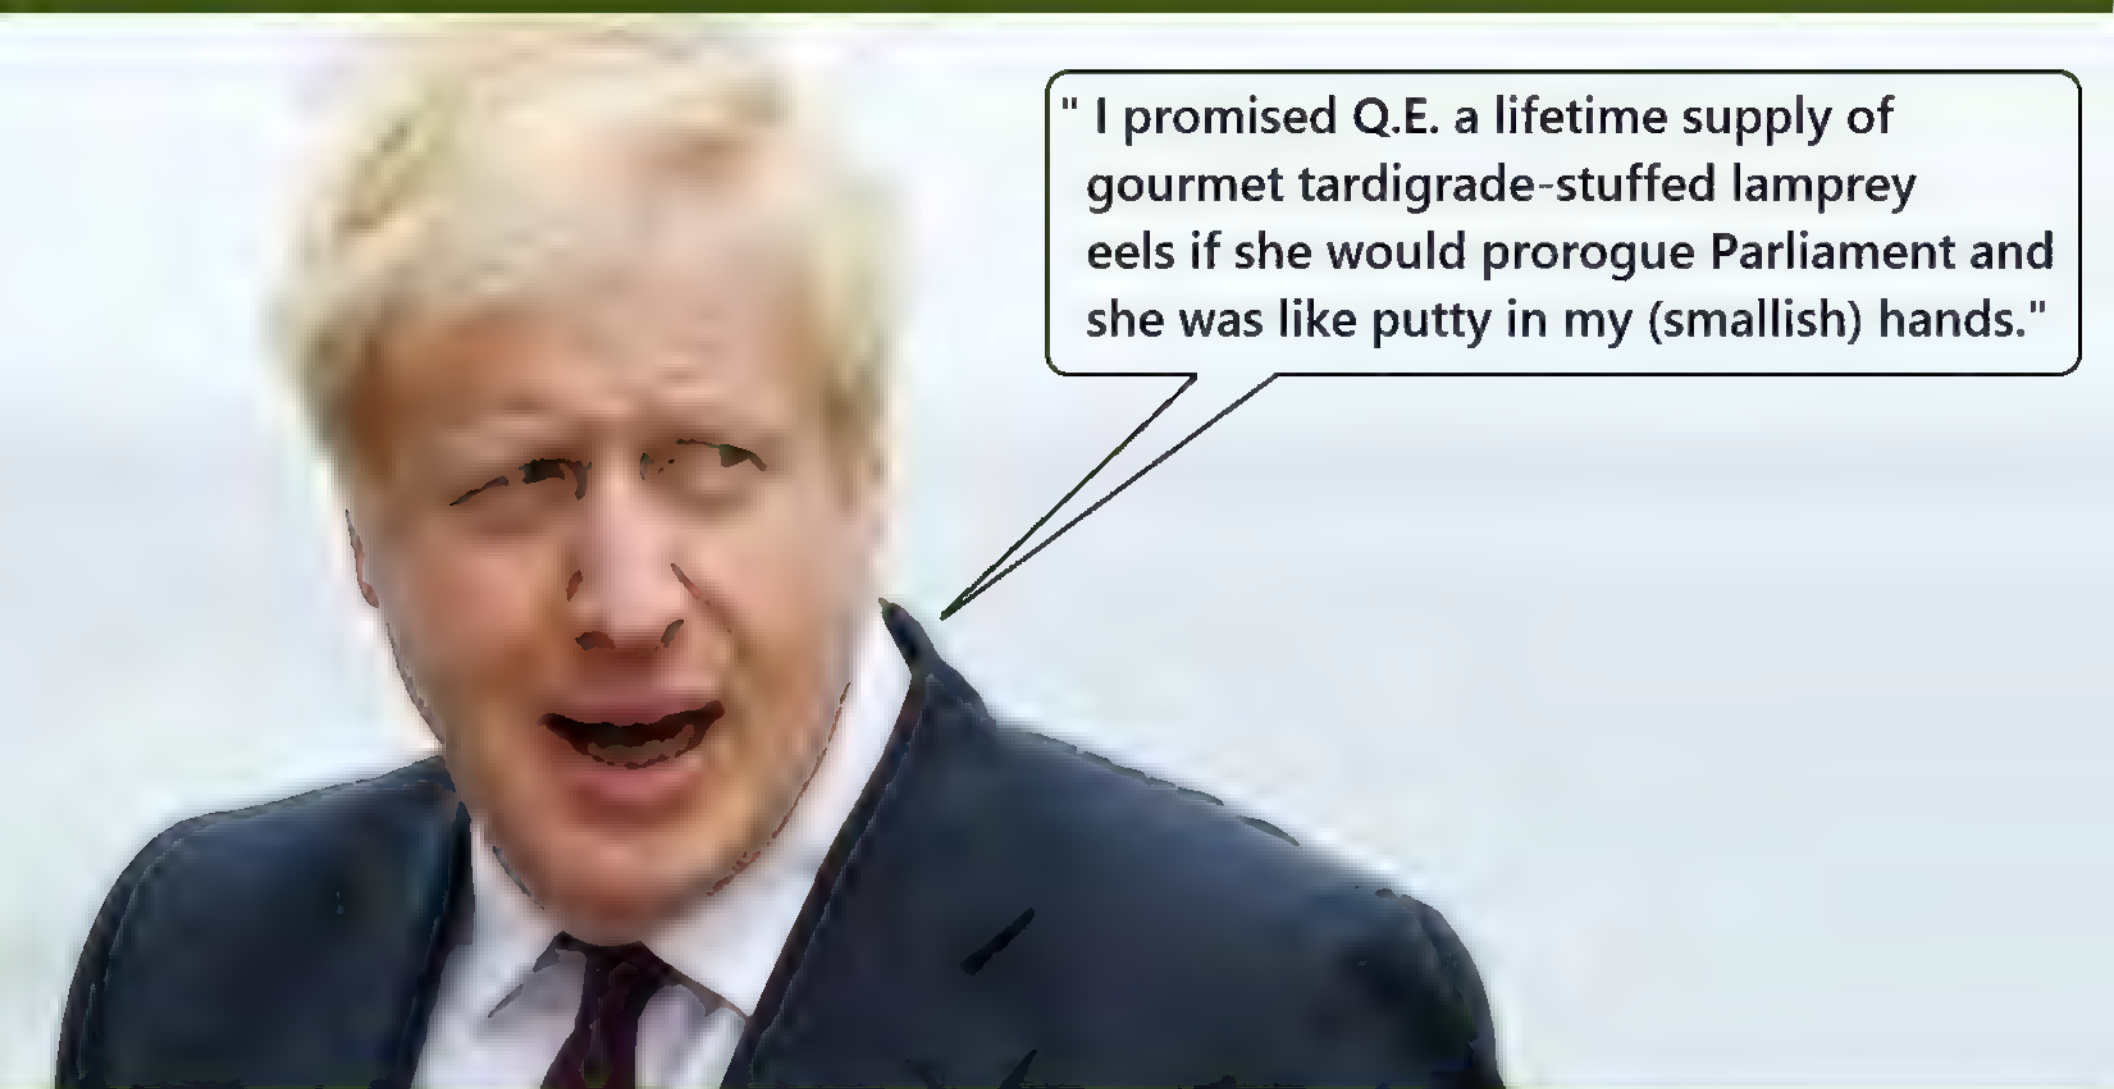 " I promised Q.E. a lifetime supply of
gourmet tardigrade-stuffed lamprey
eels if she would prorogue Parliament and
she was like putty in my (smallish) hands."